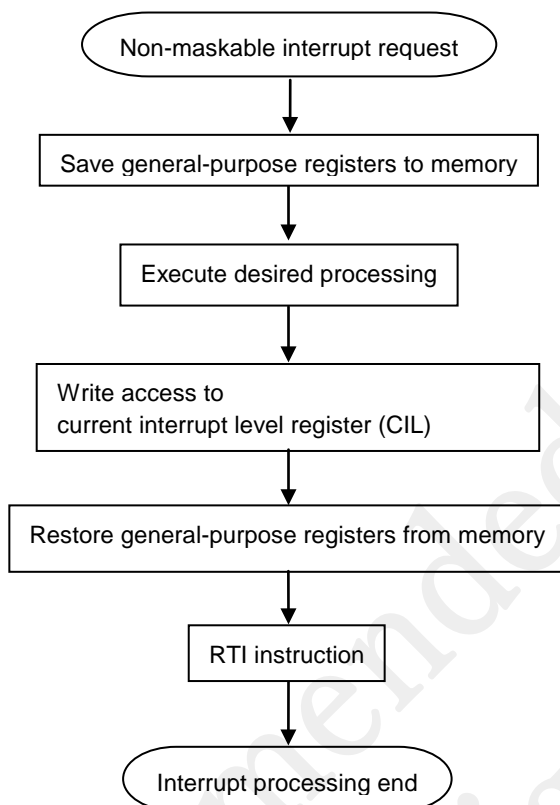 Non-maskable interrupt request
Save general-purpose registers to memory
Execute desired processing
Write access to
current interrupt level register (CIL)
Restore general-purpose registers from memory
RTI instruction
Interrupt processing end